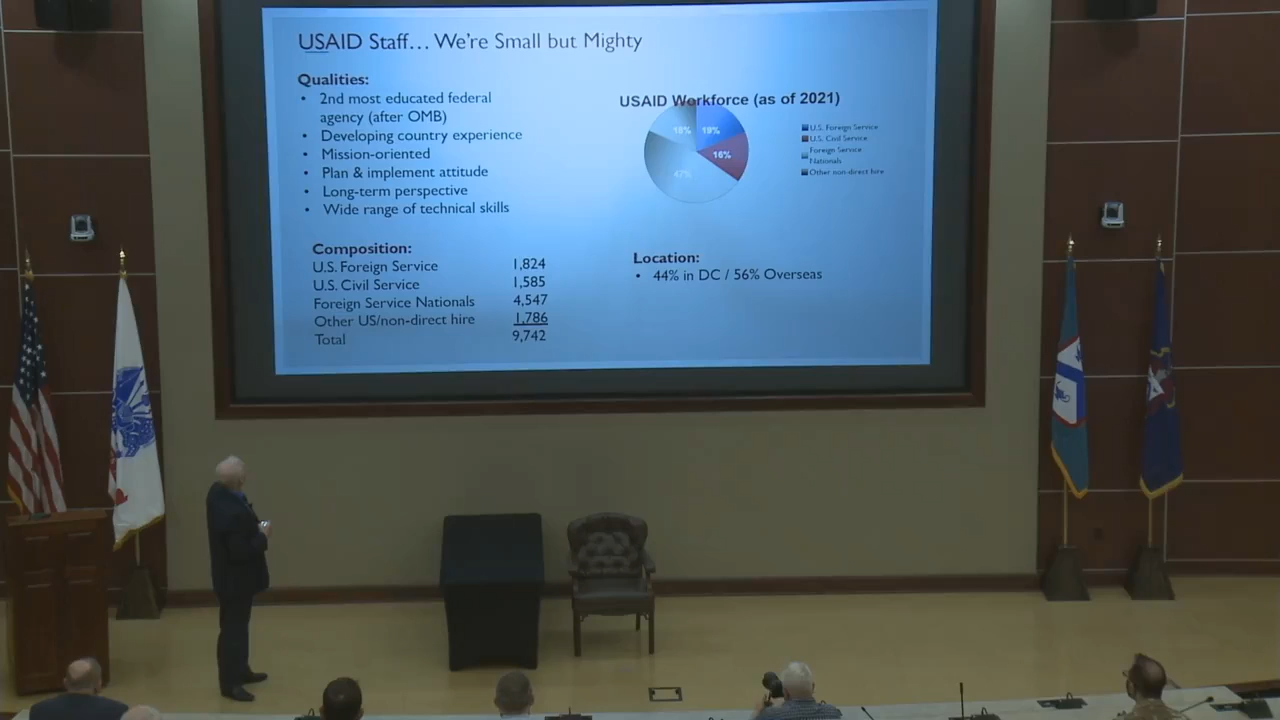 USAID Staff... We're Small but Mighty
Qualities:
• 2nd most educated federal
agency (after OMB)
• Developing country experience
• Mission-oriented
• Plan & implement attitude
• Long-term perspective
• Wide range of technical skills
USAID Workforce (as of 2021)
18%
19%
16%
47%
U.S. Foreign Service
U.S. Civil Service
Foreign Service
Nationals
Other non-direct hire
Composition:
U.S. Foreign Service 1,824
U.S. Civil Service 1,585
Foreign Service Nationals 4,547
Other US/non-direct hire 1,786
Total 9,742
Location:
• 44% in DC / 56% Overseas